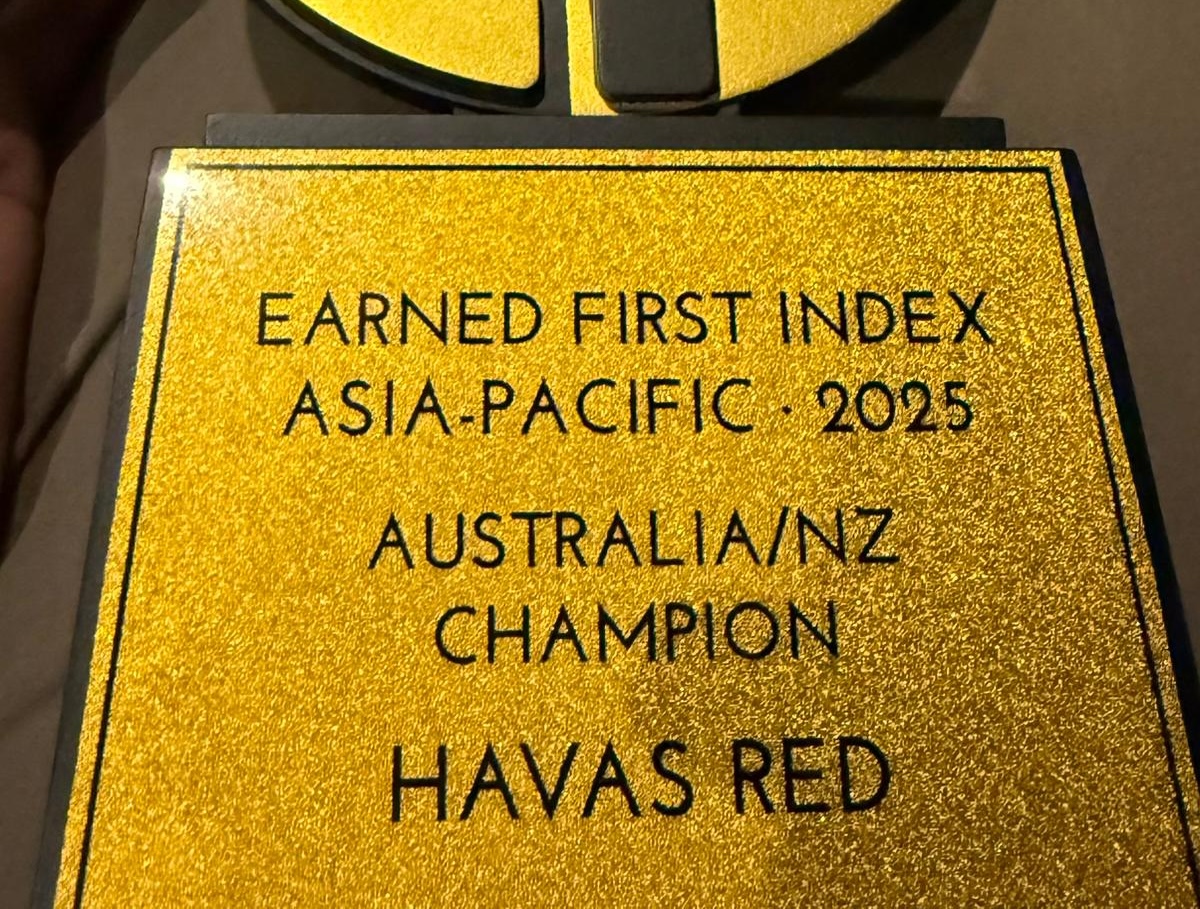 EARNED FIRST INDEX
ASIA-PACIFIC · 2025
AUSTRALIA/NZ
CHAMPION
HAVAS RED